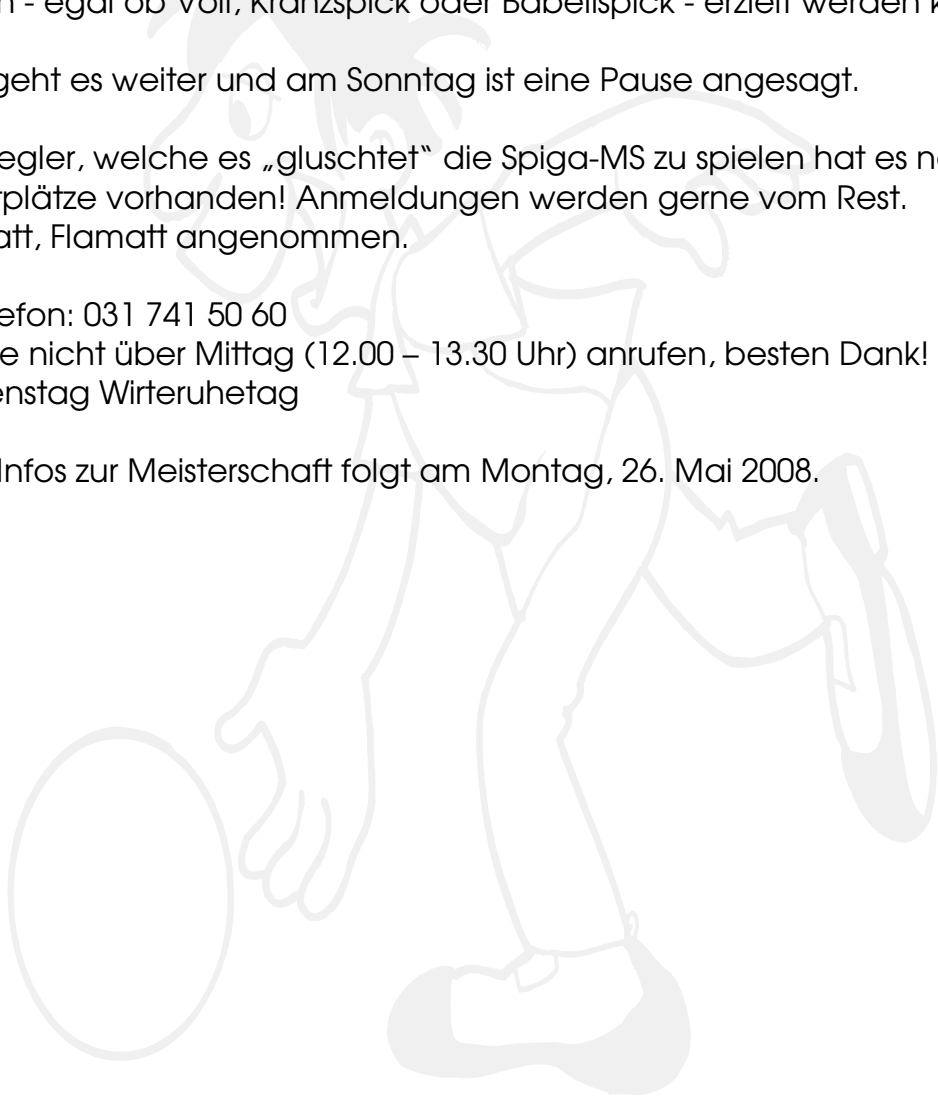 n - egal ob Voll, Kranzspick oder Babelispick - erzielt werden k
geht es weiter und am Sonntag ist eine Pause angesagt.
egler, welche es „gluschtet“ die Spiga-MS zu spielen hat es n
rtplätze vorhanden! Anmeldungen werden gerne vom Rest.
att, Flamatt angenommen.
efon: 031 741 50 60
e nicht über Mittag (12.00 – 13.30 Uhr) anrufen, besten Dank!
enstag Wirteruhetag
Infos zur Meisterschaft folgt am Montag, 26. Mai 2008.